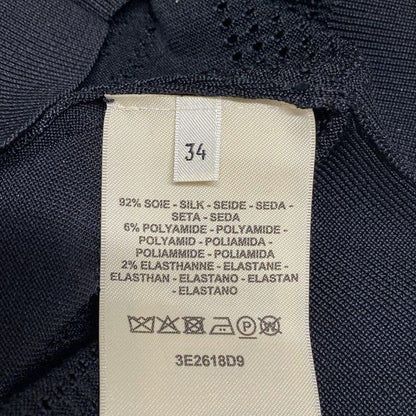 34
92% SOIE - SILK - SEIDE - SEDA -
SETA - SEDA
6% POLYAMIDE - POLYAMIDE -
POLYAMID - POLIAMIDA -
POLIAMMIDE - POLIAMIDA
2% ELASTHANNE - ELASTANE -
ELASTHAN - ELASTANO - ELASTAN
- ELASTANO
3E2618D9